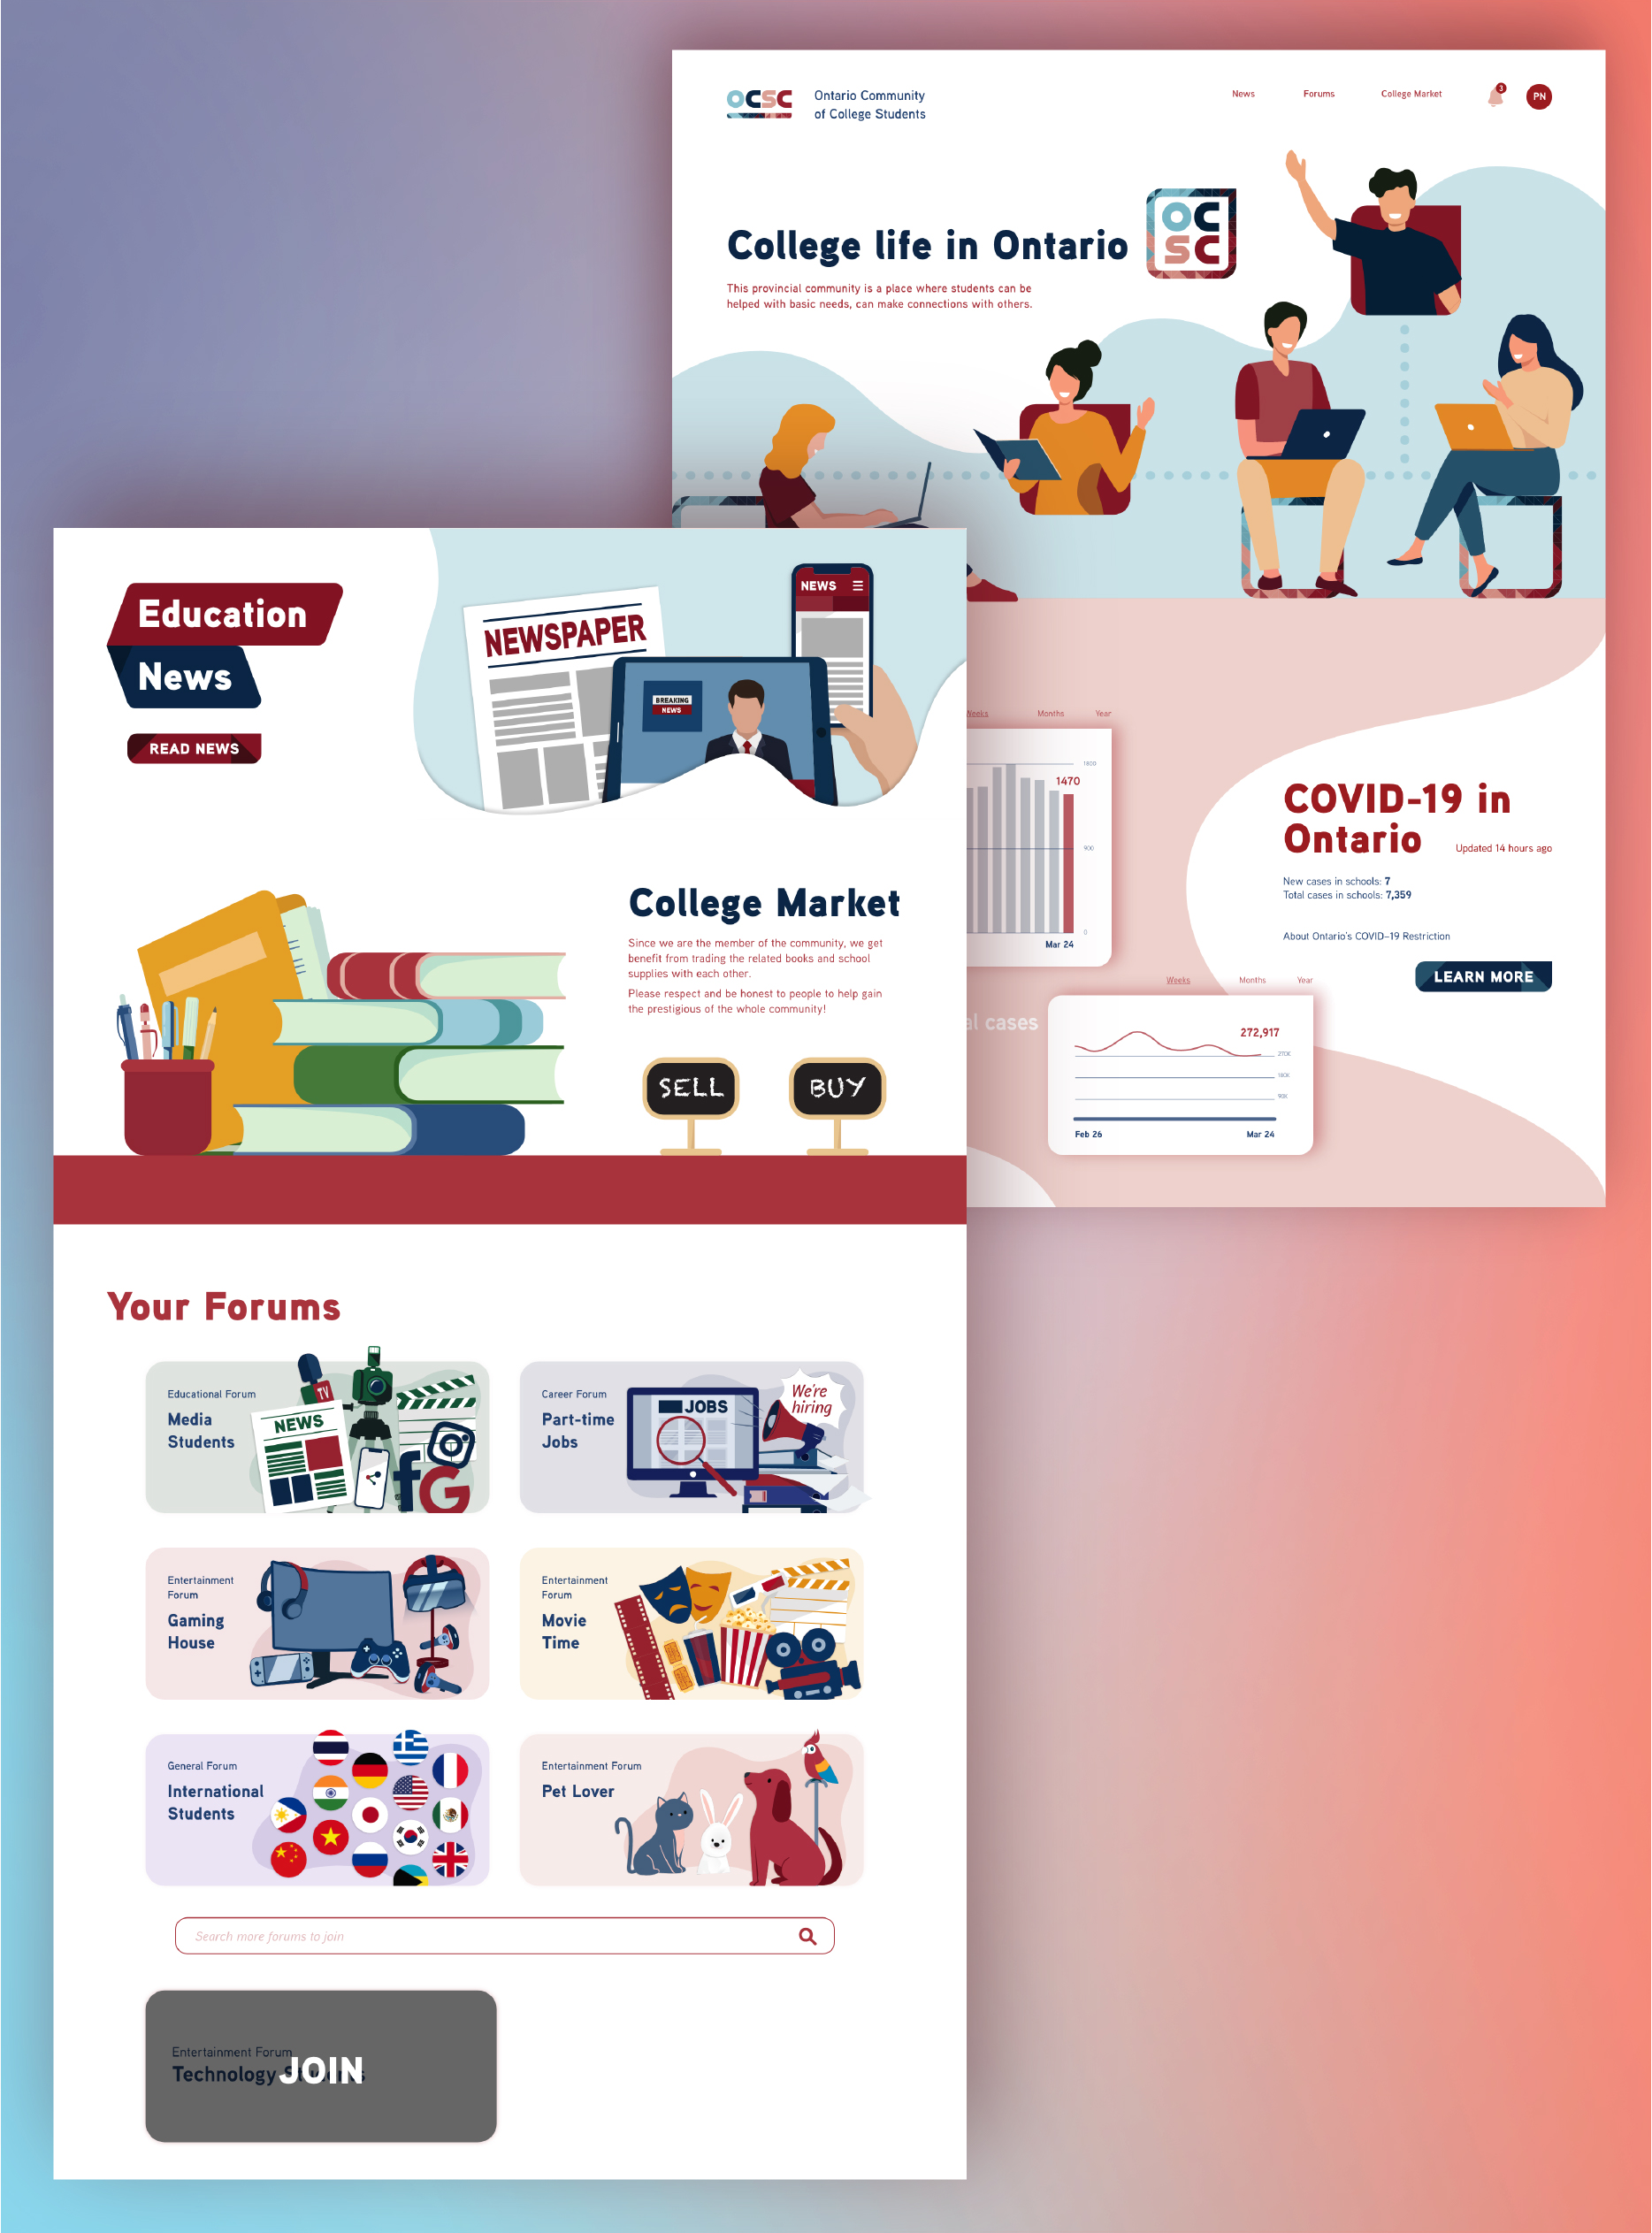 OCSC
Ontario Community
of College Students
News
Forums
College Market
3
PN
College life in Ontario
OC
SC
This provincial community is a place where students can be
helped with basic needs, can make connections with others.
Weeks
Months
Year
1800
1470
900
0
Mar 24
COVID-19 in
Ontario
Updated 14 hours ago
New cases in schools: 7
Total cases in schools: 7,359
About Ontario's COVID-19 Restriction
LEARN MORE
Weeks
Months
Year
cases
272,917
270K
180K
90K
Feb 26
Mar 24
Education
News
READ NEWS
NEWSPAPER
NEWS
BREAKING
NEWS
College Market
Since we are the member of the community, we get
benefit from trading the related books and school
supplies with each other.
Please respect and be honest to people to help gain
the prestigious of the whole community!
SELL
BUY
Your Forums
Educational Forum
Media
Students
TV
NEWS
f
G
Career Forum
Part-time
Jobs
JOBS
We're
hiring
Entertainment
Forum
Gaming
House
Entertainment
Forum
Movie
Time
General Forum
International
Students
Entertainment Forum
Pet Lover
Search more forums to join
Entertainment Forum
Technology Students
JOIN